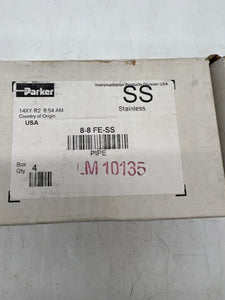 Parker
Instrumentation Products Division USA
SS
Stainless
14XY R2 6:54 AM
Country of Origin
USA
8-8 FE-SS
PIPE
Box
Qty
4
LM 10135